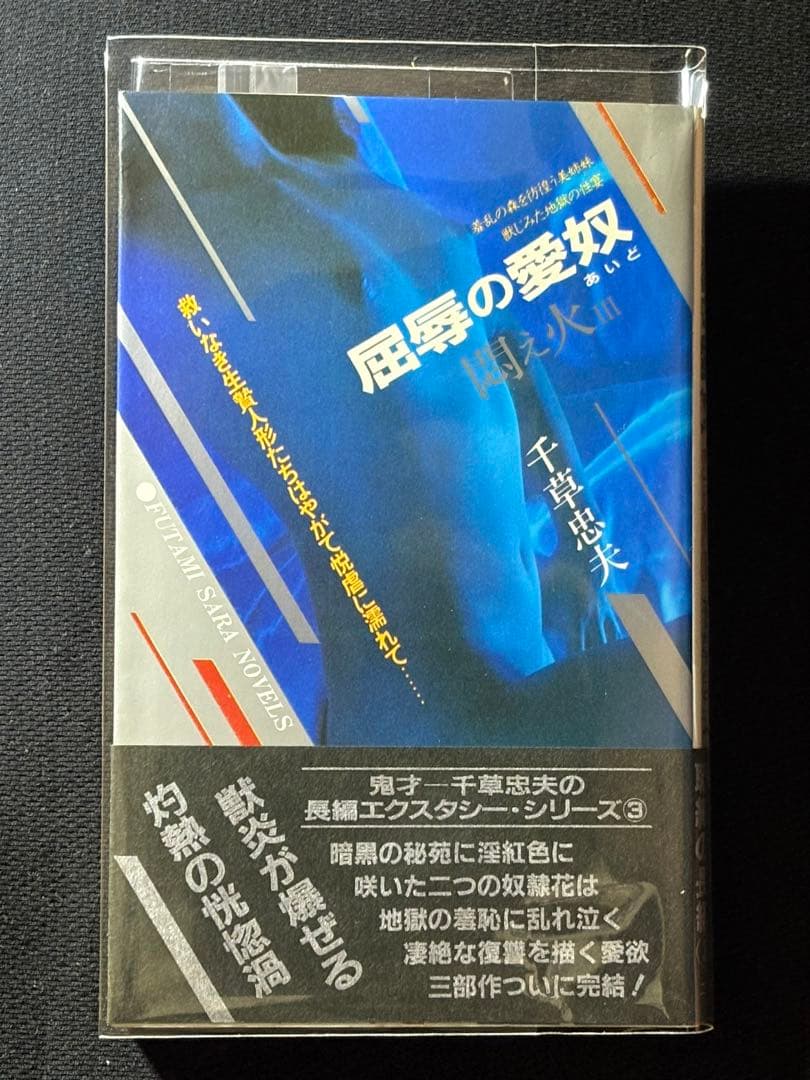 羞乱の森を彷徨う美姉妹
獣じみた地獄の性宴
屈辱の愛奴
あいど
悶え火III
千草忠夫
救いなき生贄人形たちはやがて悦虐に濡れて……
●FUTAMI SARA NOVELS
獣炎が爆ぜる
灼熱の恍惚渦
鬼才―千草忠夫の
長編エクスタシー・シリーズ③
暗黒の秘苑に淫紅色に
咲いた二つの奴隷花は
地獄の羞恥に乱れ泣く
凄絶な復讐を描く愛欲
三部作ついに完結！